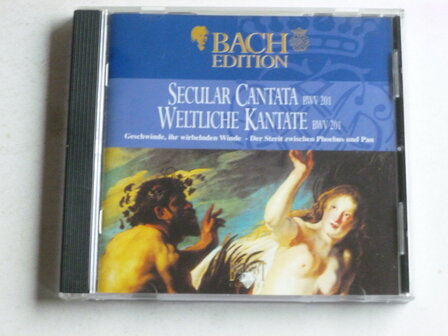 BACH
EDITION
SECULAR CANTATA BWV 201
WELTLICHE KANTATE BWV 201
Geschwinde, ihr wirbelnden Winde - Der Streit zwischen Phoebus und Pan